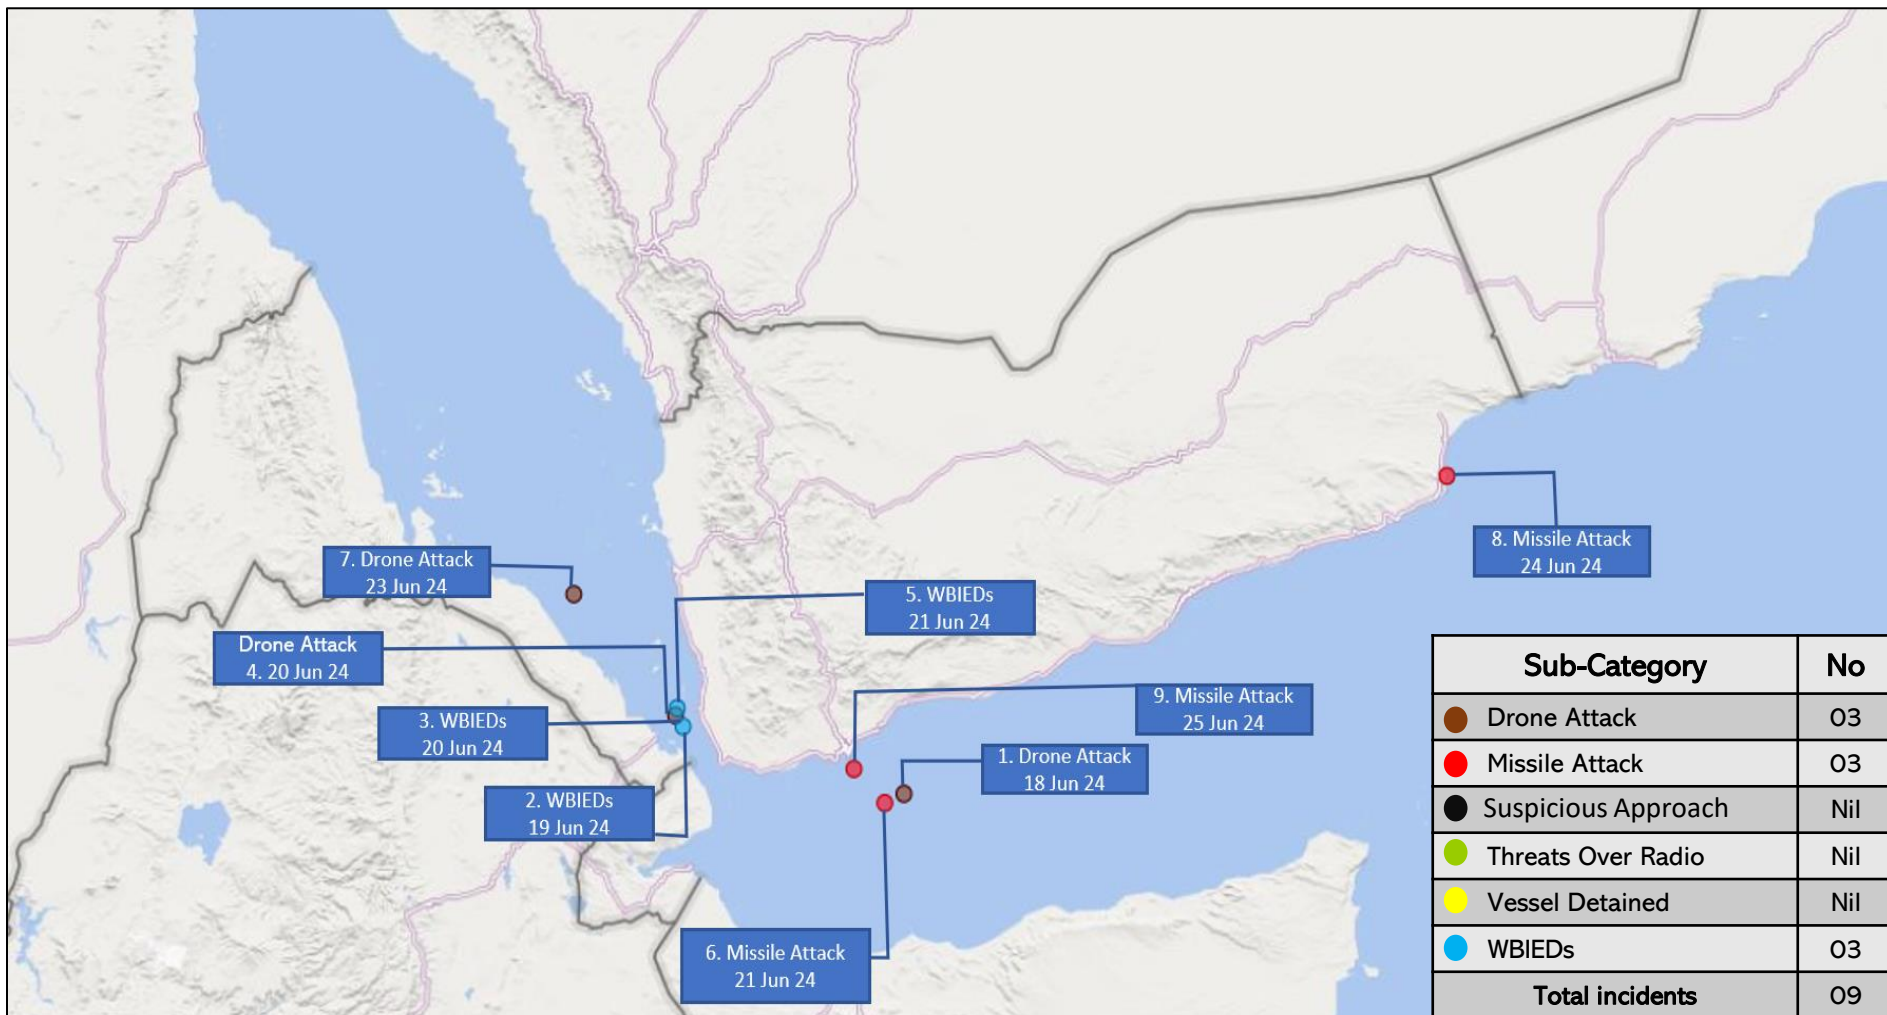 7. Drone Attack
23 Jun 24
Drone Attack
4. 20 Jun 24
3. WBIEDs
20 Jun 24
2. WBIEDs
19 Jun 24
5. WBIEDs
21 Jun 24
8. Missile Attack
24 Jun 24
9. Missile Attack
25 Jun 24
1. Drone Attack
18 Jun 24
6. Missile Attack
21 Jun 24
Sub-Category No
Drone Attack 03
Missile Attack 03
Suspicious Approach Nil
Threats Over Radio Nil
Vessel Detained Nil
WBIEDs 03
Total incidents 09